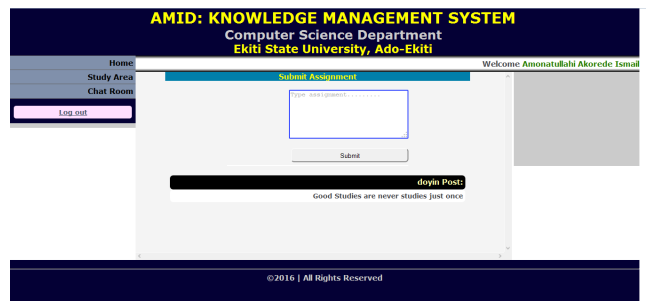 AMID: KNOWLEDGE MANAGEMENT SYSTEM
Computer Science Department
Ekiti State University, Ado-Ekiti
Home
Welcome Amonatullahi Akorede Ismail
Study Area
Submit Assignment
Chat Room
Type assignment.........
Log out
Submit
doyin Post:
Good Studies are never studies just once
©2016 | All Rights Reserved